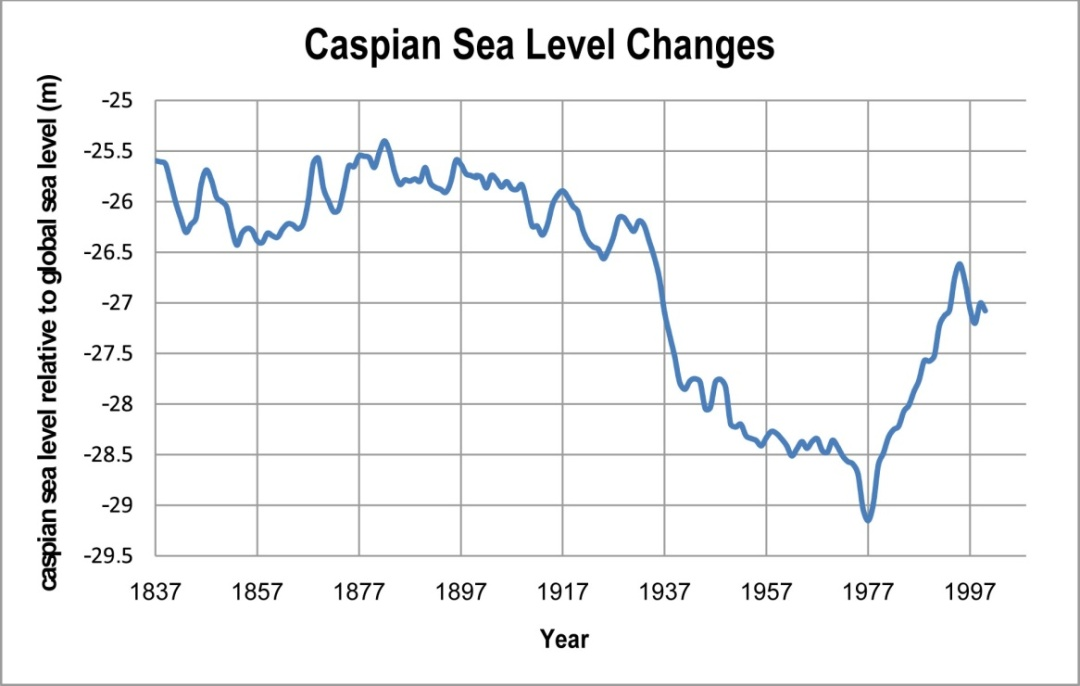 Caspian Sea Level Changes
caspian sea level relative to global sea level (m)
-25
-25.5
-26
-26.5
-27
-27.5
-28
-28.5
-29
-29.5
1837 1857 1877 1897 1917 1937 1957 1977 1997
Year